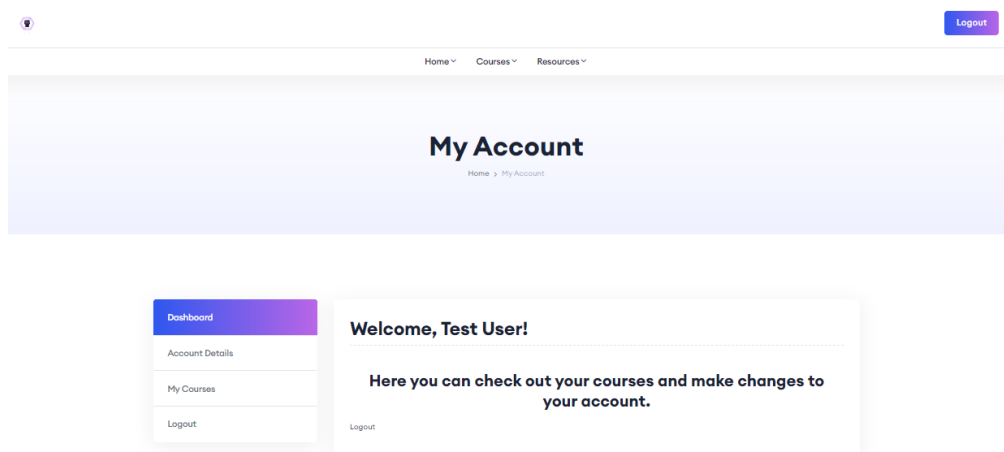 Logout
Home Courses Resources
My Account
Home > My Account
Dashboard
Account Details
My Courses
Logout
Welcome, Test User!
Here you can check out your courses and make changes to
your account.
Logout